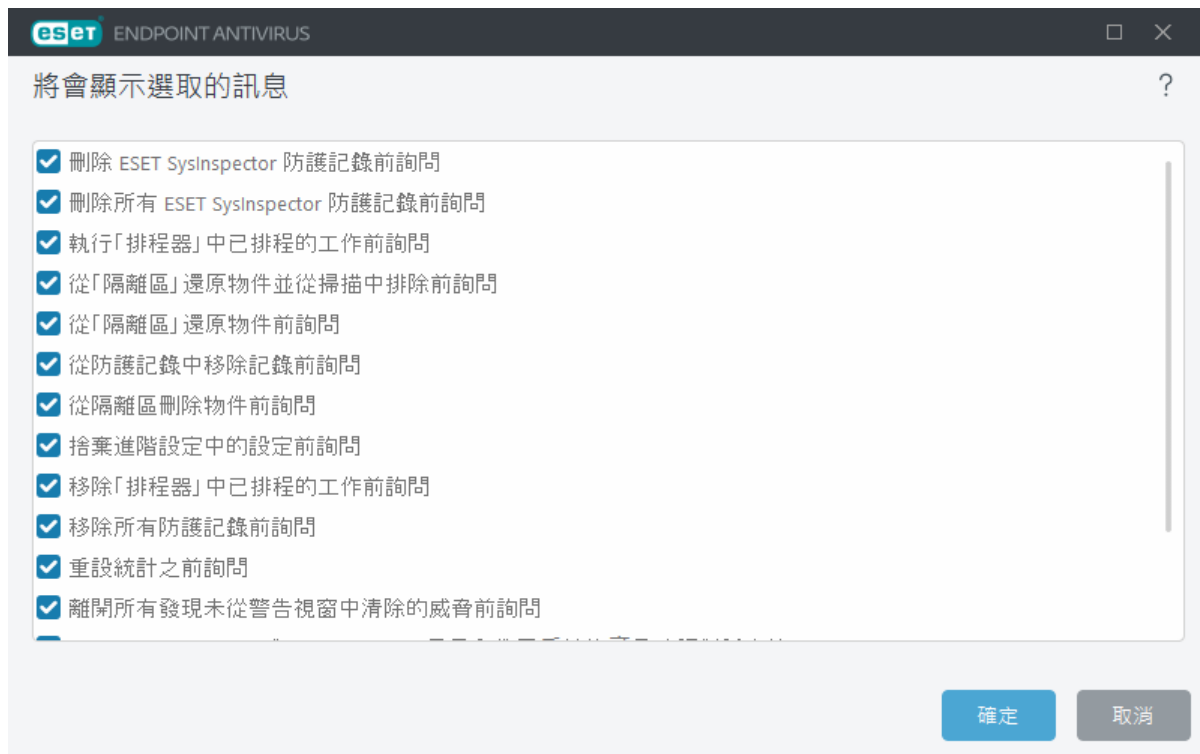 eset ENDPOINT ANTIVIRUS
將會顯示選取的訊息
?
刪除 ESET SysInspector 防護記錄前詢問
刪除所有 ESET SysInspector 防護記錄前詢問
執行「排程器」中已排程的工作前詢問
從「隔離區」還原物件並從掃描中排除前詢問
從「隔離區」還原物件前詢問
從防護記錄中移除記錄前詢問
從隔離區刪除物件前詢問
捨棄進階設定中的設定前詢問
移除「排程器」中已排程的工作前詢問
移除所有防護記錄前詢問
重設統計之前詢問
離開所有發現未從警告視窗中清除的威脅前詢問
確定
取消